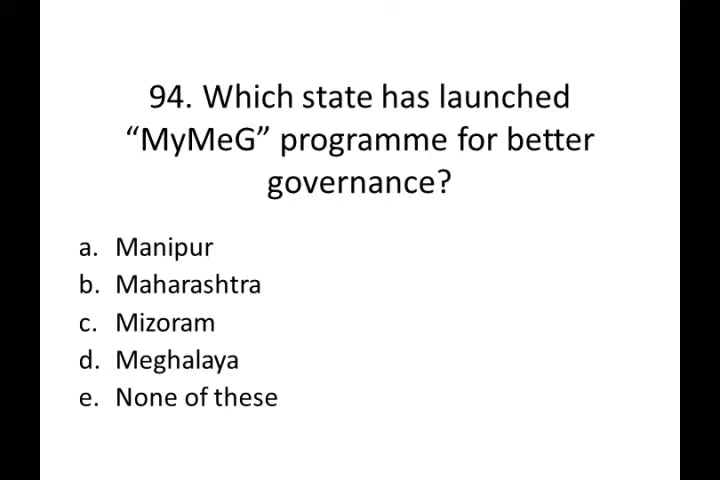 94. Which state has launched
“MyMeG” programme for better
governance?
a. Manipur
b. Maharashtra
c. Mizoram
d. Meghalaya
e. None of these